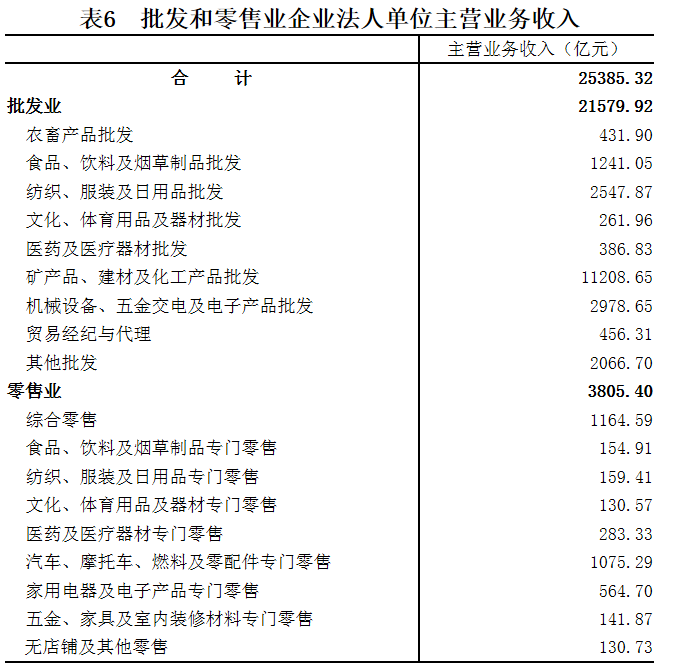 表6 批发和零售业企业法人单位主营业务收入
主营业务收入（亿元）
合 计 25385.32
批发业 21579.92
农畜产品批发 431.90
食品、饮料及烟草制品批发 1241.05
纺织、服装及日用品批发 2547.87
文化、体育用品及器材批发 261.96
医药及医疗器材批发 386.83
矿产品、建材及化工产品批发 11208.65
机械设备、五金交电及电子产品批发 2978.65
贸易经纪与代理 456.31
其他批发 2066.70
零售业 3805.40
综合零售 1164.59
食品、饮料及烟草制品专门零售 154.91
纺织、服装及日用品专门零售 159.41
文化、体育用品及器材专门零售 130.57
医药及医疗器材专门零售 283.33
汽车、摩托车、燃料及零配件专门零售 1075.29
家用电器及电子产品专门零售 564.70
五金、家具及室内装修材料专门零售 141.87
无店铺及其他零售 130.73